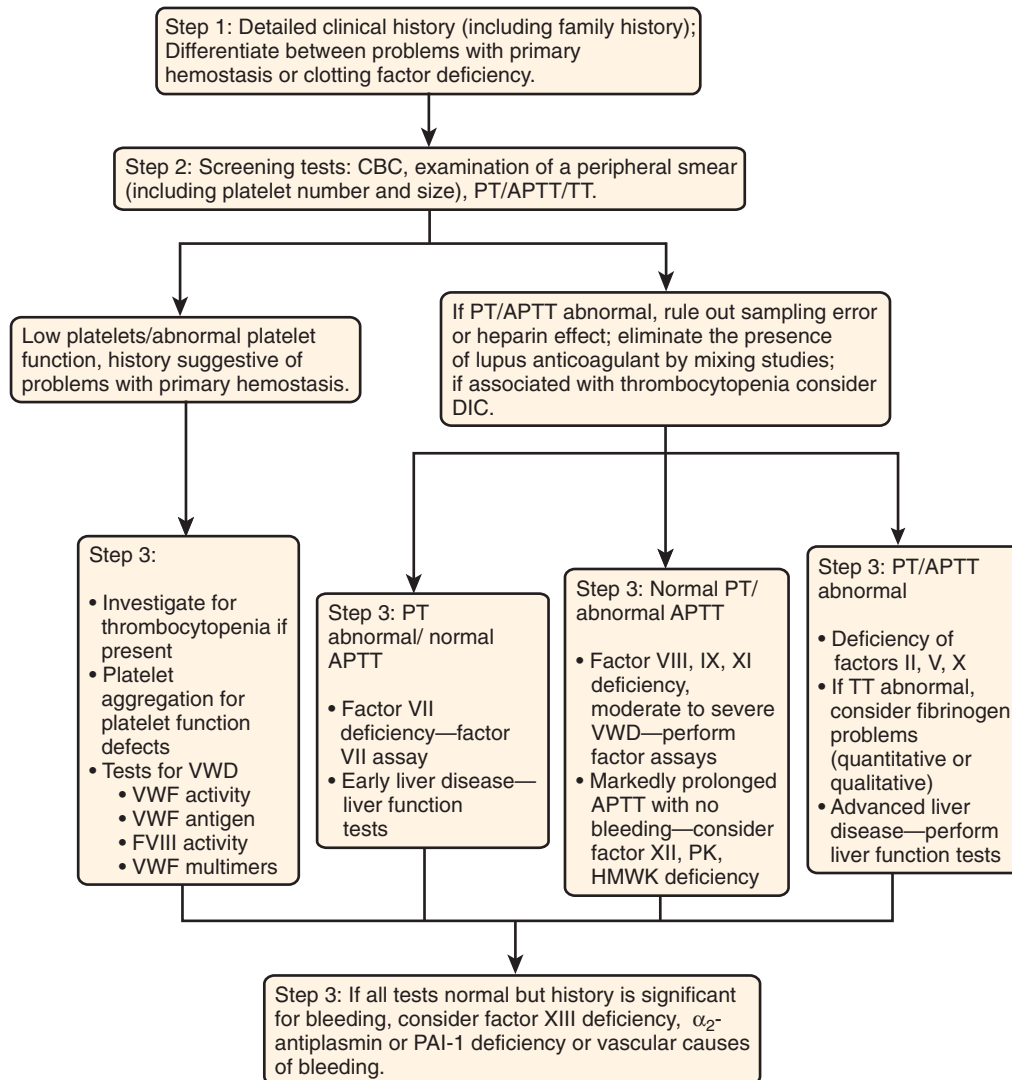 Step 1: Detailed clinical history (including family history);
Differentiate between problems with primary
hemostasis or clotting factor deficiency.
Step 2: Screening tests: CBC, examination of a peripheral smear
(including platelet number and size), PT/APTT/TT.
Low platelets/abnormal platelet
function, history suggestive of
problems with primary hemostasis.
If PT/APTT abnormal, rule out sampling error
or heparin effect; eliminate the presence
of lupus anticoagulant by mixing studies;
if associated with thrombocytopenia consider
DIC.
Step 3:
• Investigate for
thrombocytopenia if
present
• Platelet
aggregation for
platelet function
defects
• Tests for VWD
• VWF activity
• VWF antigen
• FVIII activity
• VWF multimers
Step 3: PT
abnormal/ normal
APTT
• Factor VII
deficiency—factor
VII assay
• Early liver disease—
liver function
tests
Step 3: Normal PT/
abnormal APTT
• Factor VIII, IX, XI
deficiency,
moderate to severe
VWD—perform
factor assays
• Markedly prolonged
APTT with no
bleeding—consider
factor XII, PK,
HMWK deficiency
Step 3: PT/APTT
abnormal
• Deficiency of
factors II, V, X
• If TT abnormal,
consider fibrinogen
problems
(quantitative or
qualitative)
• Advanced liver
disease—perform
liver function tests
Step 3: If all tests normal but history is significant
for bleeding, consider factor XIII deficiency, α₂-
antiplasmin or PAI-1 deficiency or vascular causes
of bleeding.